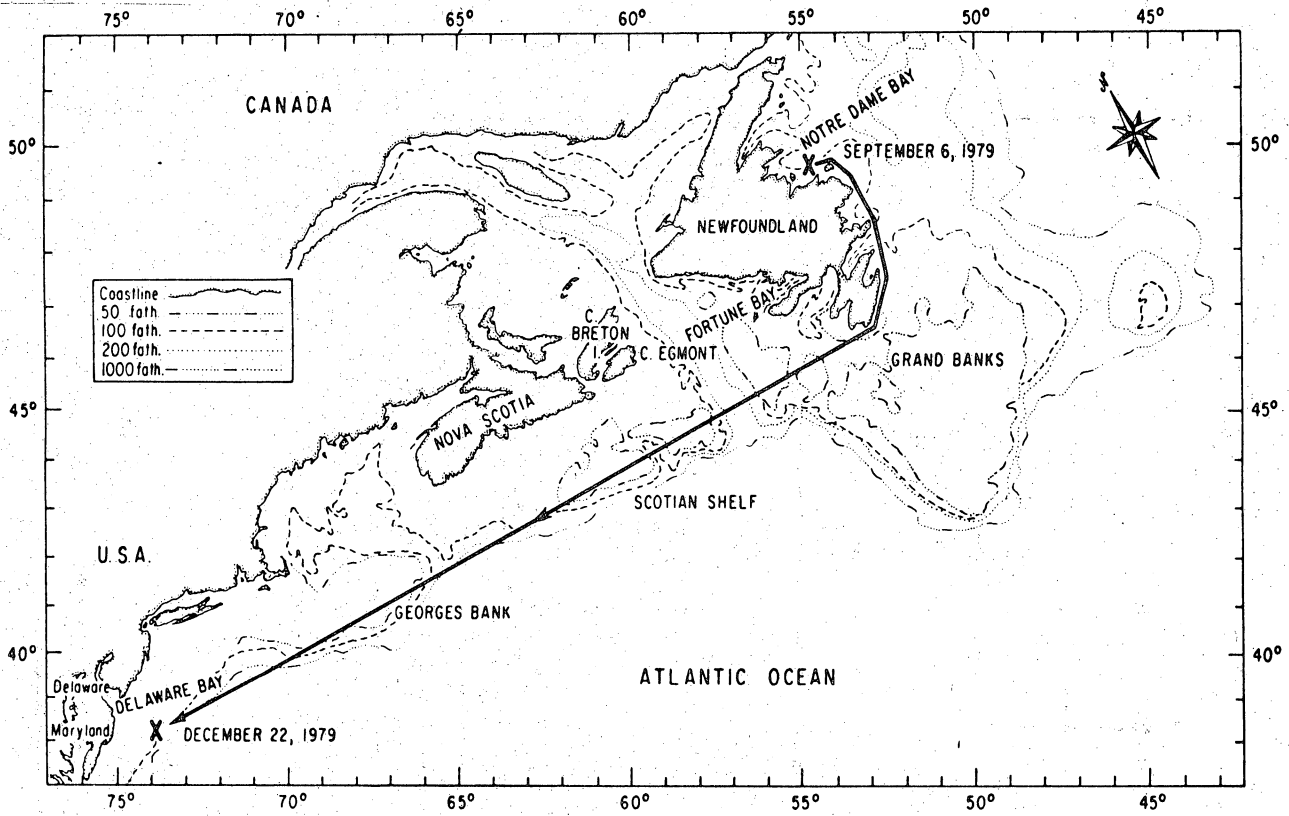 75° 70° 65° 60° 55° 50° 45°
CANADA
N
NOTRE DAME BAY
50°
SEPTEMBER 6, 1979
50°
NEWFOUNDLAND
Coastline
50 fath.
100 fath.
200 fath.
1000 fath.
FORTUNE BAY
C.
BRETON
I.
C. EGMONT
GRAND BANKS
45°
NOVA SCOTIA
45°
SCOTIAN SHELF
U.S.A.
GEORGES BANK
40°
ATLANTIC OCEAN
40°
Delaware
DELAWARE BAY
Maryland
X
DECEMBER 22, 1979
X
75° 70° 65° 60° 55° 50° 45°